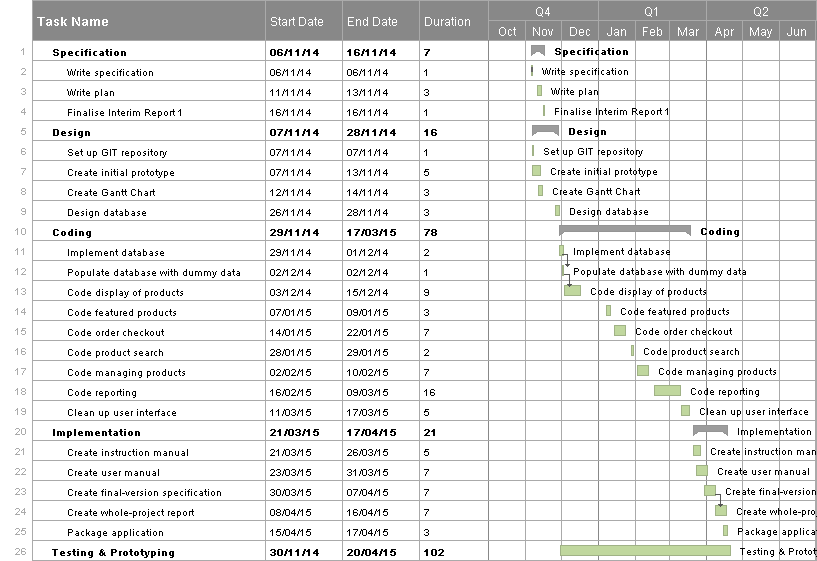 Task Name Start Date End Date Duration Q4 Q1 Q2
Oct Nov Dec Jan Feb Mar Apr May Jun
1 Specification 06/11/14 16/11/14 7 Specification
2 Write specification 06/11/14 06/11/14 1 Write specification
3 Write plan 11/11/14 13/11/14 3 Write plan
4 Finalise Interim Report 1 16/11/14 16/11/14 1 Finalise Interim Report 1
5 Design 07/11/14 28/11/14 16 Design
6 Set up GIT repository 07/11/14 07/11/14 1 Set up GIT repository
7 Create initial prototype 07/11/14 13/11/14 5 Create initial prototype
8 Create Gantt Chart 12/11/14 14/11/14 3 Create Gantt Chart
9 Design database 26/11/14 28/11/14 3 Design database
10 Coding 29/11/14 17/03/15 78 Coding
11 Implement database 29/11/14 01/12/14 2 Implement database
12 Populate database with dummy data 02/12/14 02/12/14 1 Populate database with dummy data
13 Code display of products 03/12/14 15/12/14 9 Code display of products
14 Code featured products 07/01/15 09/01/15 3 Code featured products
15 Code order checkout 14/01/15 22/01/15 7 Code order checkout
16 Code product search 28/01/15 29/01/15 2 Code product search
17 Code managing products 02/02/15 10/02/15 7 Code managing products
18 Code reporting 16/02/15 09/03/15 16 Code reporting
19 Clean up user interface 11/03/15 17/03/15 5 Clean up user interface
20 Implementation 21/03/15 17/04/15 21 Implementation
21 Create instruction manual 21/03/15 26/03/15 5 Create instruction man
22 Create user manual 23/03/15 31/03/15 7 Create user manual
23 Create final-version specification 30/03/15 07/04/15 7 Create final-version
24 Create whole-project report 08/04/15 16/04/15 7 Create whole-pro
25 Package application 15/04/15 17/04/15 3 Package applica
26 Testing & Prototyping 30/11/14 20/04/15 102 Testing & Protot